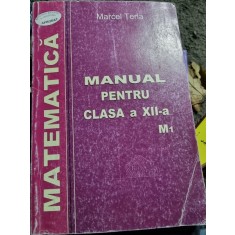 Marcel Țena
MANUAL
PENTRU
CLASA a XII-a
M1
MATEMATICĂ